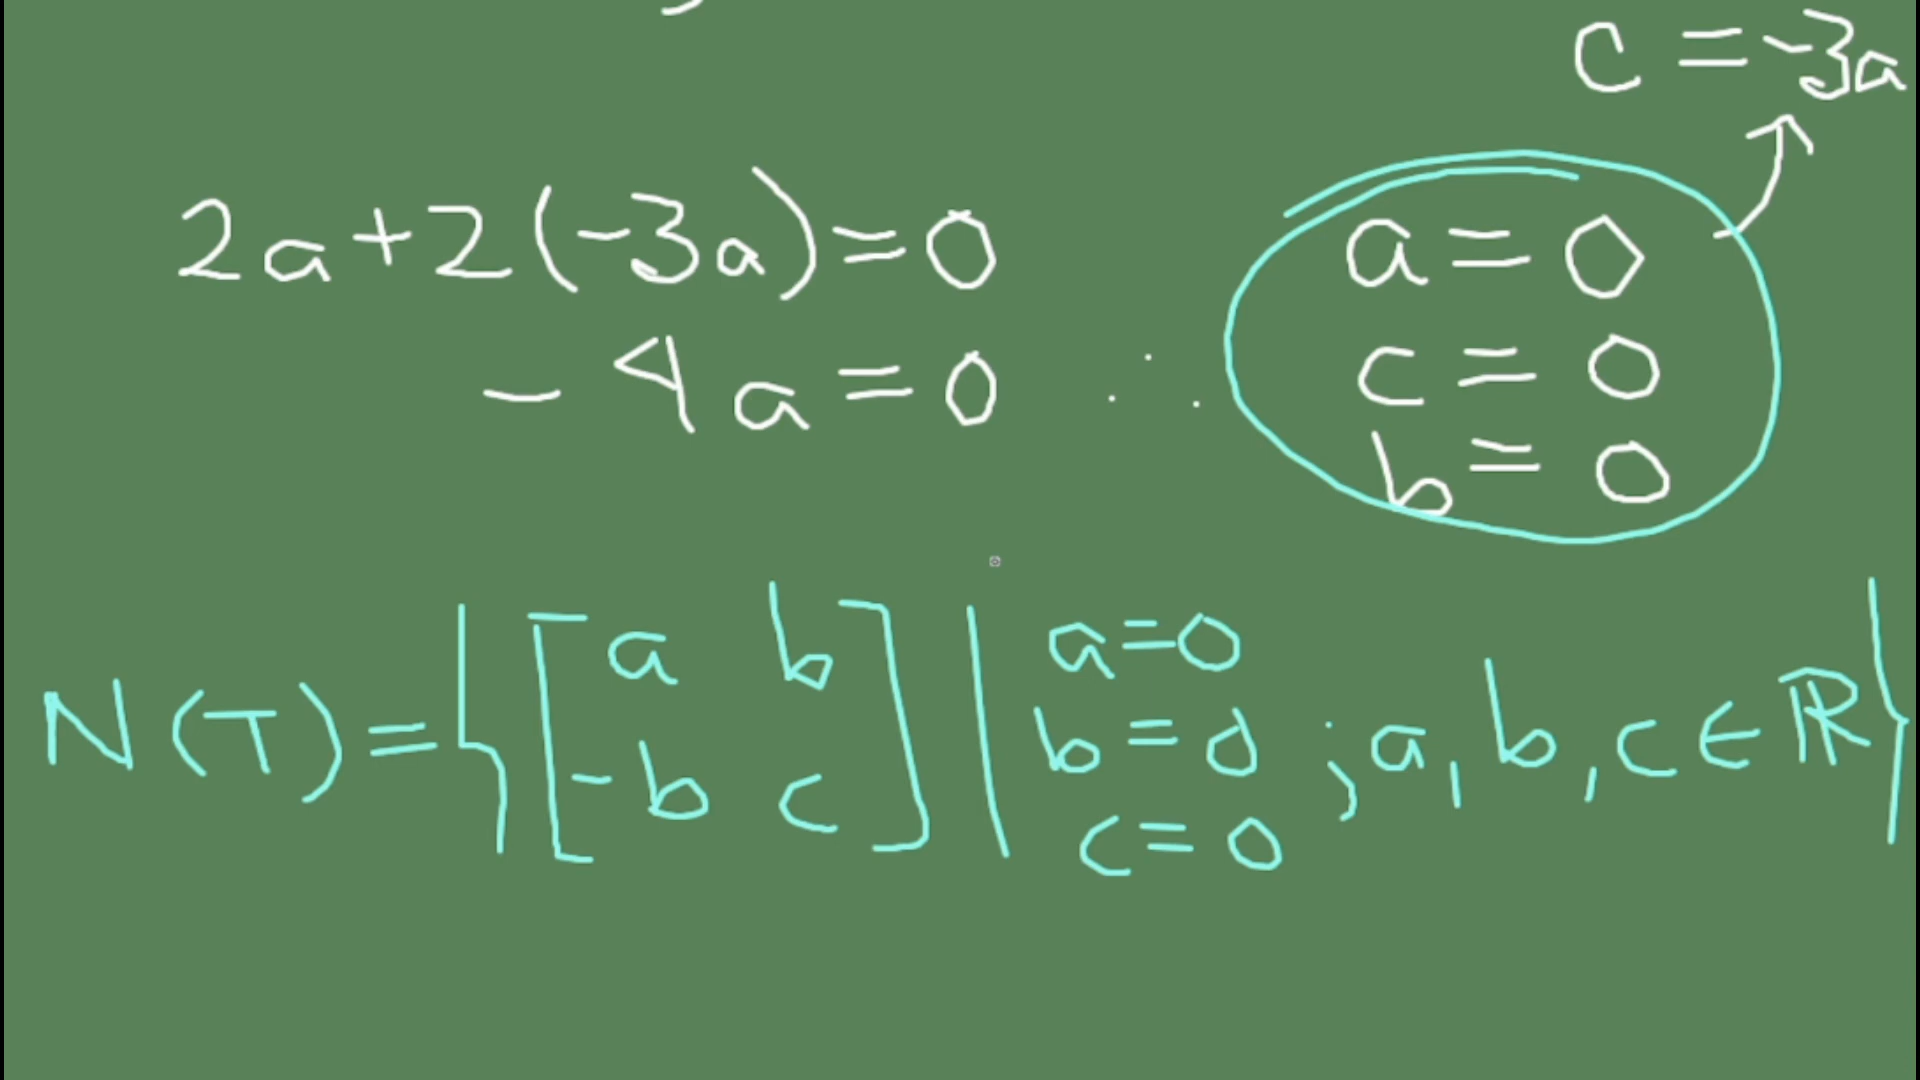 c = -3a
2a+2(-3a)=0
a = 0
-4a=0 ∴ c = 0
b = 0
N(T)={[a b
-b c] | a=0
b=0
c=0 ; a, b, c ∈ ℝ}